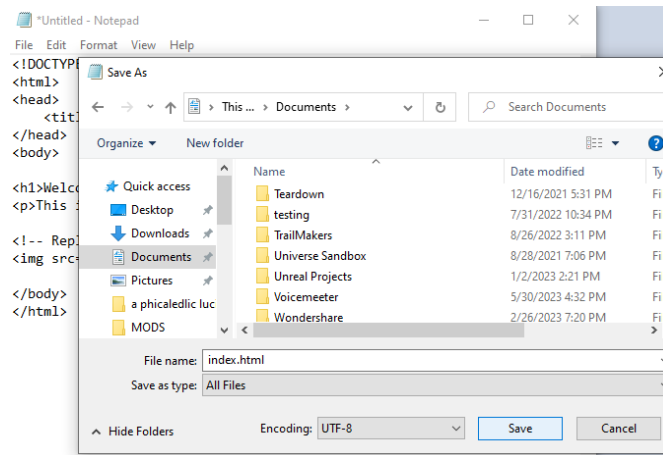 *Untitled - Notepad
File Edit Format View Help
<!DOCTYPE
<html>
<head>
</head>
<body>
<h1>Welco
<p>This i
<!-- Repl
<img src=
</body>
</html>
Save As
This ... > Documents >
Search Documents
Organize
New folder
?
Quick access
Desktop
Downloads
Documents
Pictures
a phicaledlic luc
MODS
Name Date modified Ty
Teardown 12/16/2021 5:31 PM Fi
testing 7/31/2022 10:34 PM Fi
TrailMakers 8/26/2022 3:11 PM Fi
Universe Sandbox 8/28/2021 7:06 PM Fi
Unreal Projects 1/2/2023 2:21 PM Fi
Voicemeeter 5/30/2023 4:32 PM Fi
Wondershare 2/26/2023 7:20 PM Fi
File name: index.html
Save as type: All Files
Hide Folders
Encoding: UTF-8
Save
Cancel